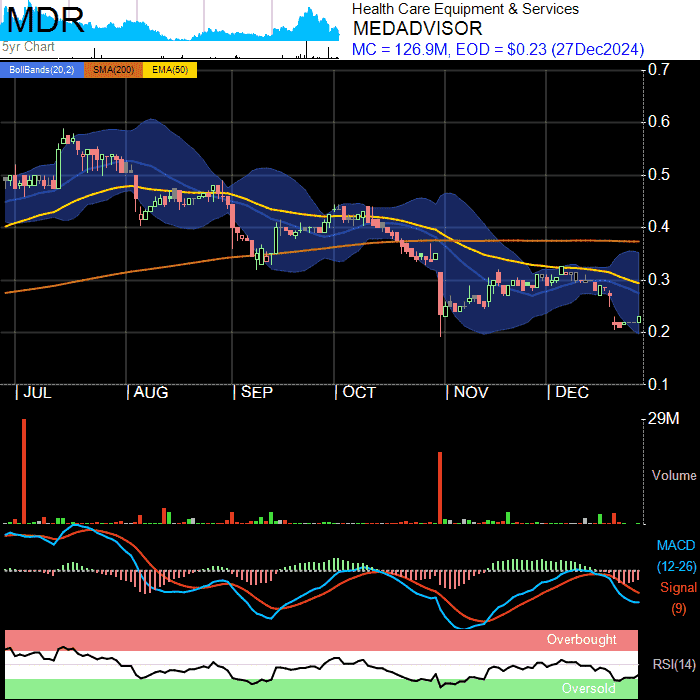 MDR
5yr Chart
Health Care Equipment & Services
MEDADVISOR
MC = 126.9M, EOD = $0.23 (27Dec2024)
BollBands(20,2) SMA(200) EMA(50)
0.7
0.6
0.5
0.4
0.3
0.2
0.1
JUL AUG SEP OCT NOV DEC
29M
Volume
MACD
(12-26)
Signal
(9)
Overbought
RSI(14)
Oversold